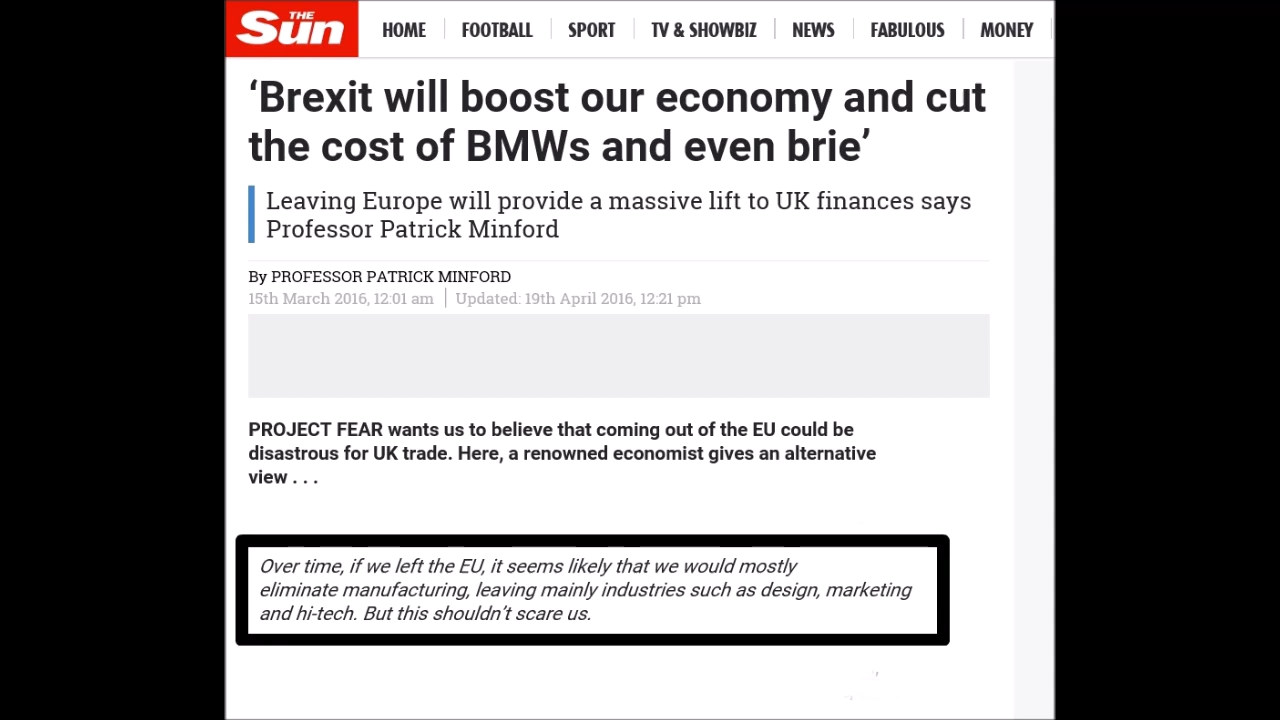 THE
Sun
HOME FOOTBALL SPORT TV & SHOWBIZ NEWS FABULOUS MONEY
‘Brexit will boost our economy and cut
the cost of BMWs and even brie’
Leaving Europe will provide a massive lift to UK finances says
Professor Patrick Minford
By PROFESSOR PATRICK MINFORD
15th March 2016, 12:01 am Updated: 19th April 2016, 12:21 pm
PROJECT FEAR wants us to believe that coming out of the EU could be
disastrous for UK trade. Here, a renowned economist gives an alternative
view . . .
Over time, if we left the EU, it seems likely that we would mostly
eliminate manufacturing, leaving mainly industries such as design, marketing
and hi-tech. But this shouldn’t scare us.